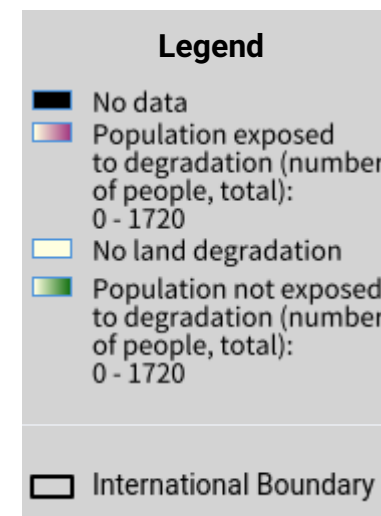 Legend
No data
Population exposed
to degradation (number
of people, total):
0 - 1720
No land degradation
Population not exposed
to degradation (number
of people, total):
0 - 1720
International Boundary